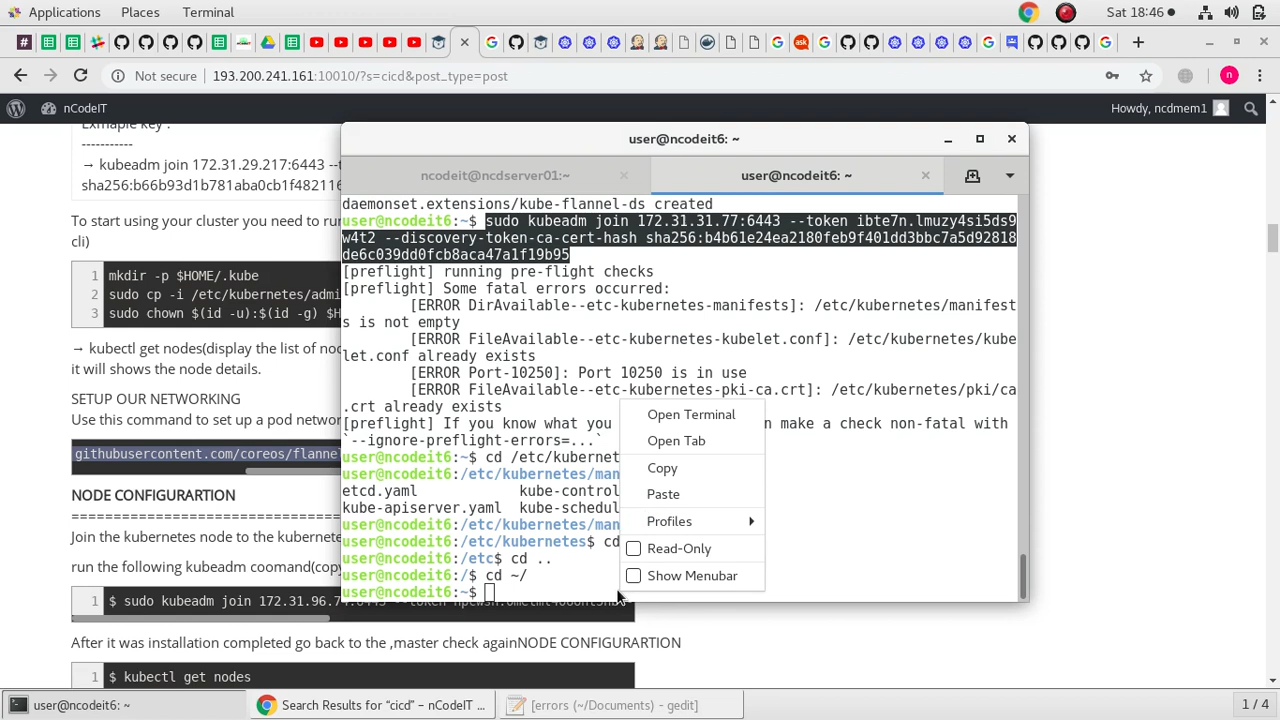 Applications
Places
Terminal
Sat 18:46
Not secure
193.200.241.161:10010/?s=cicd&post_type=post
n
nCodeIT
Howdy, ncdmem1
Exmaple key :
-----------
→ kubeadm join 172.31.29.217:6443 --t
sha256:b66b93d1b781aba0cb1f482116
To start using your cluster you need to run
cli)
1 mkdir -p $HOME/.kube
2 sudo cp -i /etc/kubernetes/admi
3 sudo chown $(id -u):$(id -g) $H
→ kubectl get nodes(display the list of nod
it will shows the node details.
SETUP OUR NETWORKING
Use this command to set up a pod networ
githubusercontent.com/coreos/flanne
NODE CONFIGURARTION
Join the kubernetes node to the kubernete
run the following kubeadm coomand(copy
1 $ sudo kubeadm join 172.31.96.7
After it was installation completed go back to the ,master check againNODE CONFIGURARTION
1 $ kubectl get nodes
user@ncodeit6: ~
ncodeit@ncdserver01:~
user@ncodeit6: ~
daemonset.extensions/kube-flannel-ds created
user@ncodeit6:~$ sudo kubeadm join 172.31.31.77:6443 --token ibte7n.lmuzy4si5ds9
w4t2 --discovery-token-ca-cert-hash sha256:b4b61e24ea2180feb9f401dd3bbc7a5d92818
de6c039dd0fcb8aca47a1f19b95
[preflight] running pre-flight checks
[preflight] Some fatal errors occurred:
[ERROR DirAvailable--etc-kubernetes-manifests]: /etc/kubernetes/manifest
s is not empty
[ERROR FileAvailable--etc-kubernetes-kubelet.conf]: /etc/kubernetes/kube
let.conf already exists
[ERROR Port-10250]: Port 10250 is in use
[ERROR FileAvailable--etc-kubernetes-pki-ca.crt]: /etc/kubernetes/pki/ca
.crt already exists
[preflight] If you know what you n make a check non-fatal with
`--ignore-preflight-errors=...`
user@ncodeit6:~$ cd /etc/kubernet
user@ncodeit6:/etc/kubernetes/man
etcd.yaml kube-control
kube-apiserver.yaml kube-schedul
user@ncodeit6:/etc/kubernetes/man
user@ncodeit6:/etc/kubernetes$ cd
user@ncodeit6:/etc$ cd ..
user@ncodeit6:/$ cd ~/
user@ncodeit6:~$
Open Terminal
Open Tab
Copy
Paste
Profiles
Read-Only
Show Menubar
user@ncodeit6: ~
Search Results for “cicd” – nCodeIT ...
[errors (~/Documents) - gedit]
1 / 4